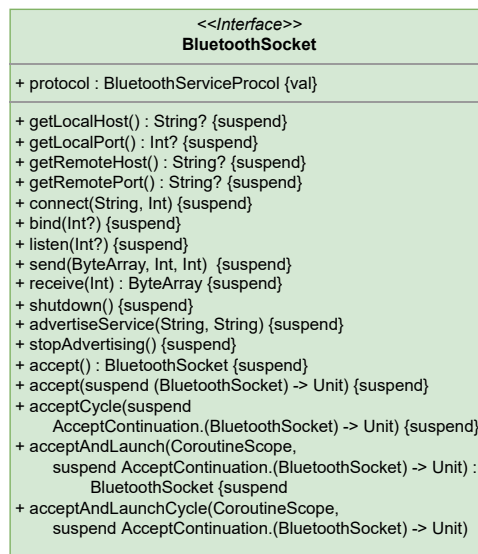 <<Interface>>
BluetoothSocket
+ protocol : BluetoothServiceProcol {val}
+ getLocalHost() : String? {suspend}
+ getLocalPort() : Int? {suspend}
+ getRemoteHost() : String? {suspend}
+ getRemotePort() : String? {suspend}
+ connect(String, Int) {suspend}
+ bind(Int?) {suspend}
+ listen(Int?) {suspend}
+ send(ByteArray, Int, Int)  {suspend}
+ receive(Int) : ByteArray {suspend}
+ shutdown() {suspend}
+ advertiseService(String, String) {suspend}
+ stopAdvertising() {suspend}
+ accept() : BluetoothSocket {suspend}
+ accept(suspend (BluetoothSocket) -> Unit) {suspend}
+ acceptCycle(suspend
AcceptContinuation.(BluetoothSocket) -> Unit) {suspend}
+ acceptAndLaunch(CoroutineScope,
suspend AcceptContinuation.(BluetoothSocket) -> Unit) :
BluetoothSocket {suspend
+ acceptAndLaunchCycle(CoroutineScope,
suspend AcceptContinuation.(BluetoothSocket) -> Unit)